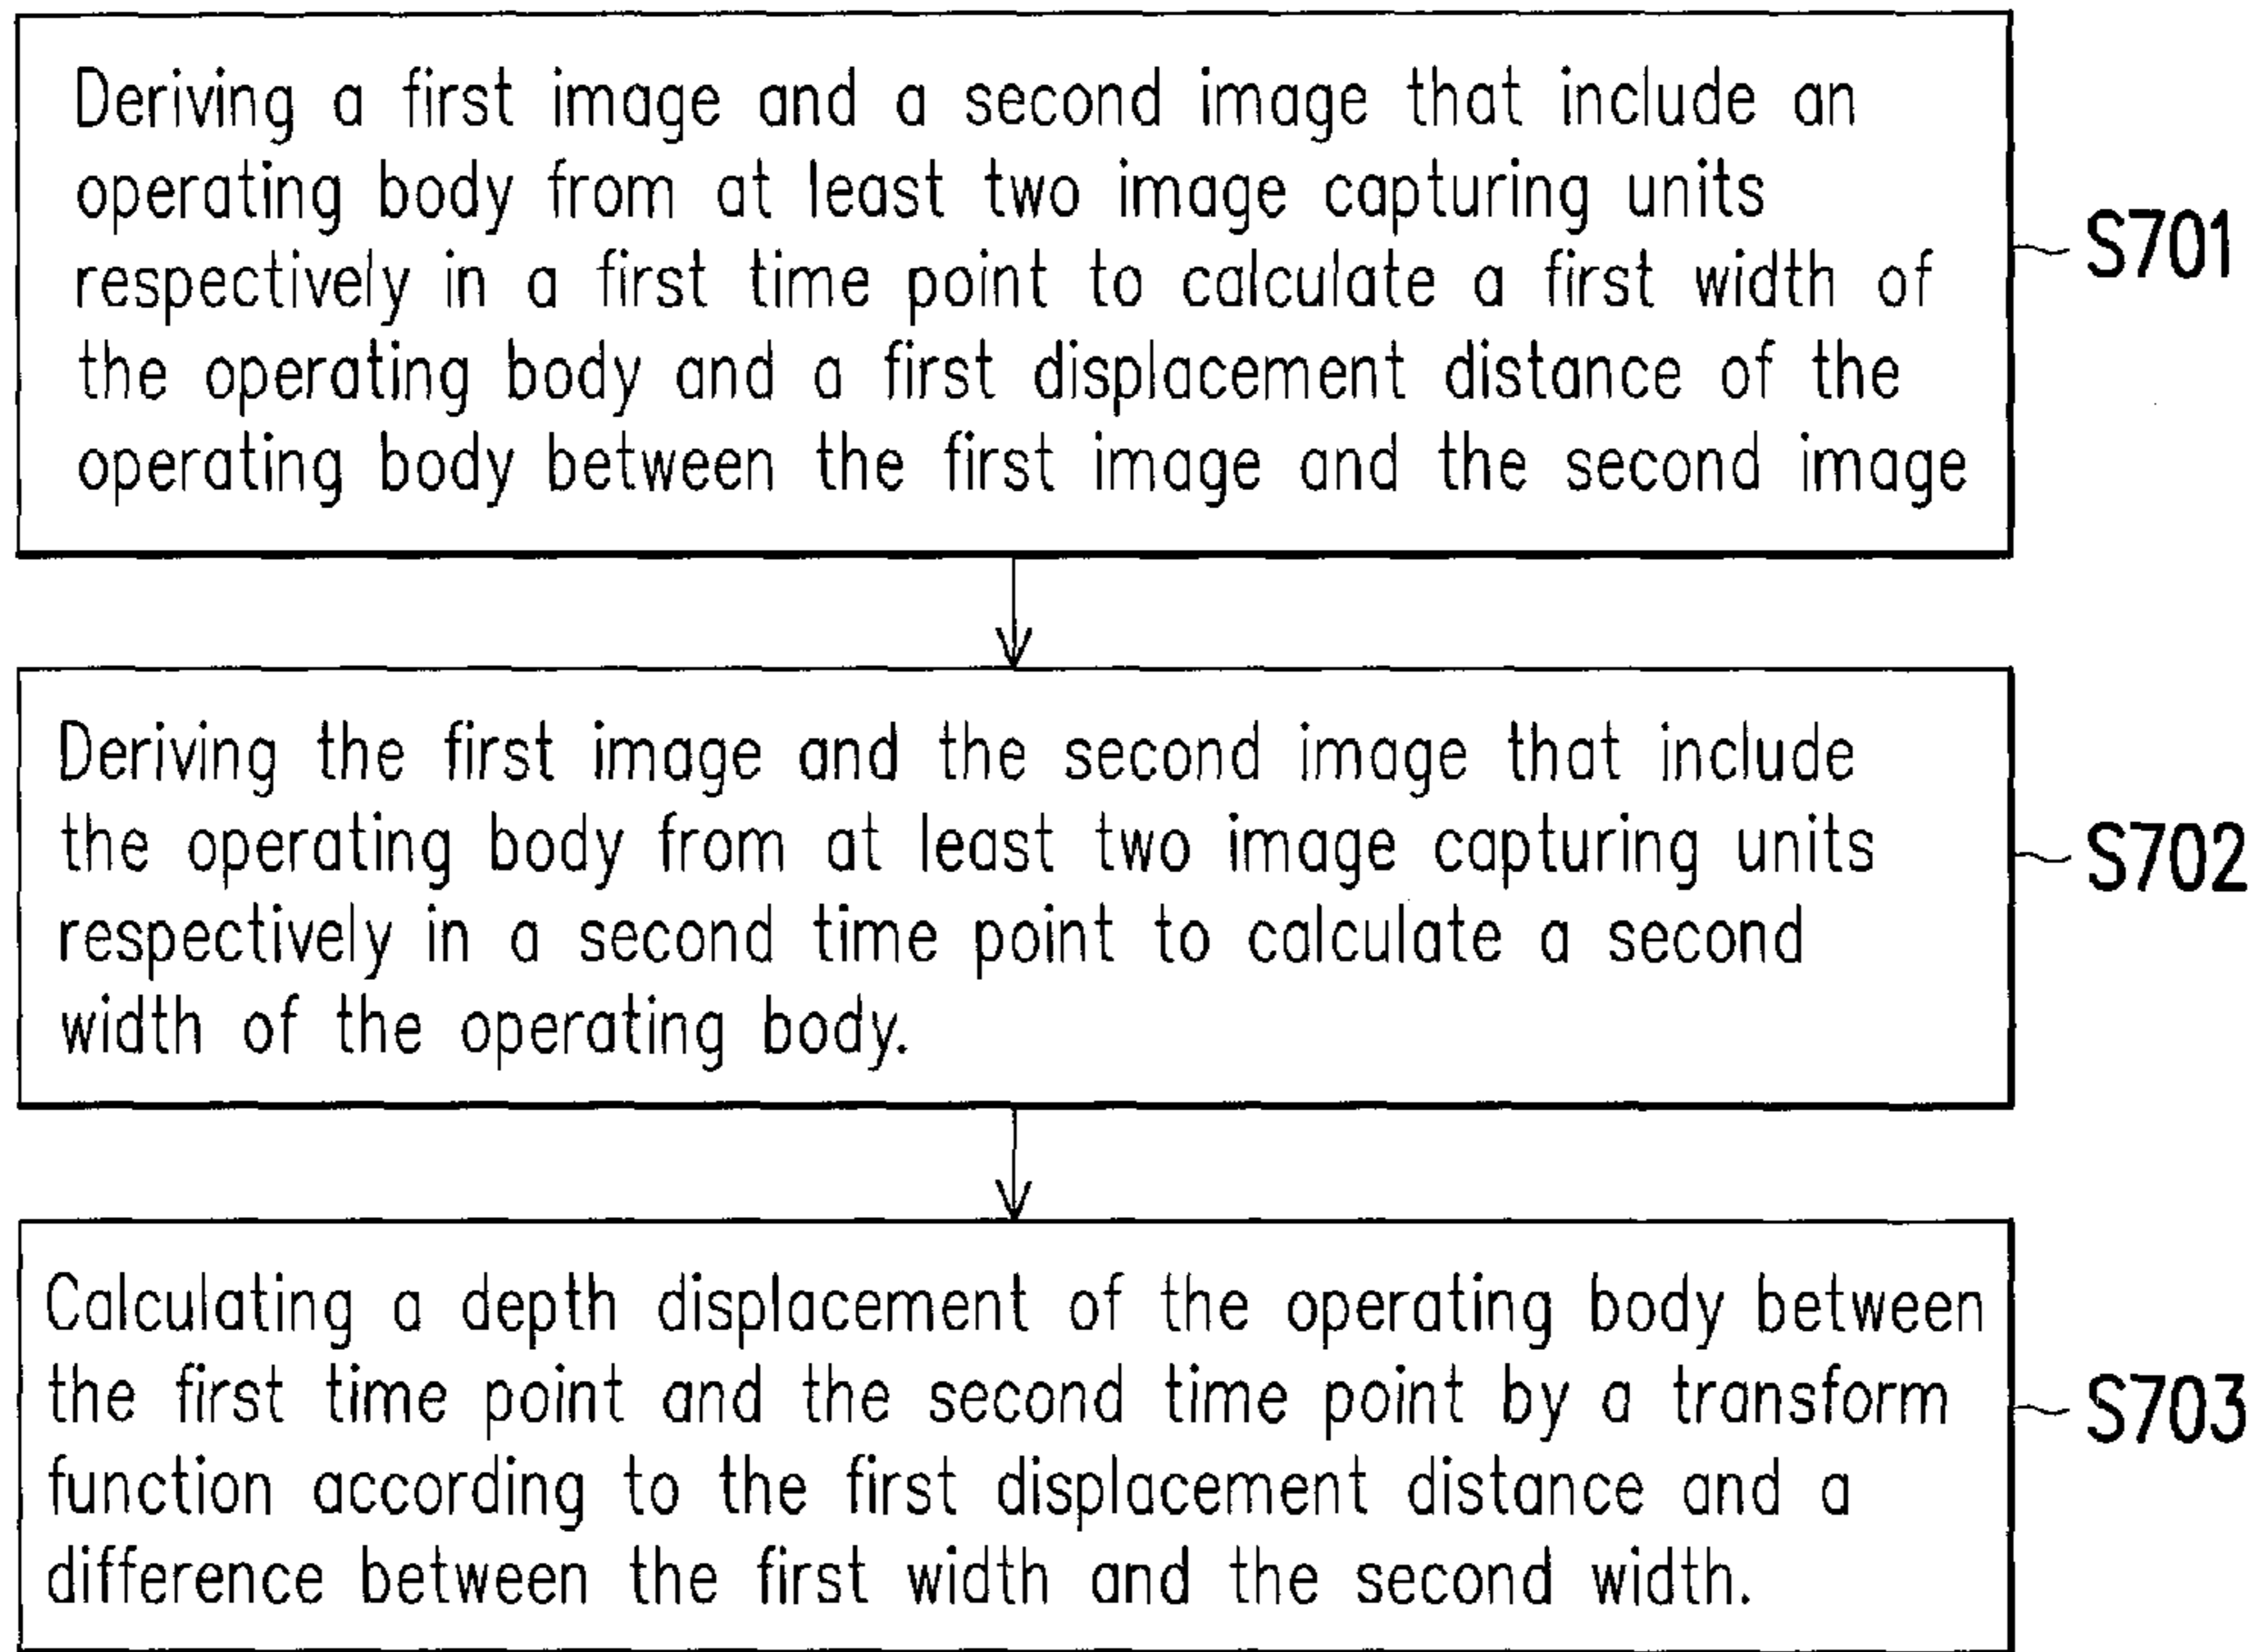 Deriving a first image and a second image that include an
operating body from at least two image capturing units
respectively in a first time point to calculate a first width of
the operating body and a first displacement distance of the
operating body between the first image and the second image
S701
Deriving the first image and the second image that include
the operating body from at least two image capturing units
respectively in a second time point to calculate a second
width of the operating body.
S702
Calculating a depth displacement of the operating body between
the first time point and the second time point by a transform
function according to the first displacement distance and a
difference between the first width and the second width.
S703